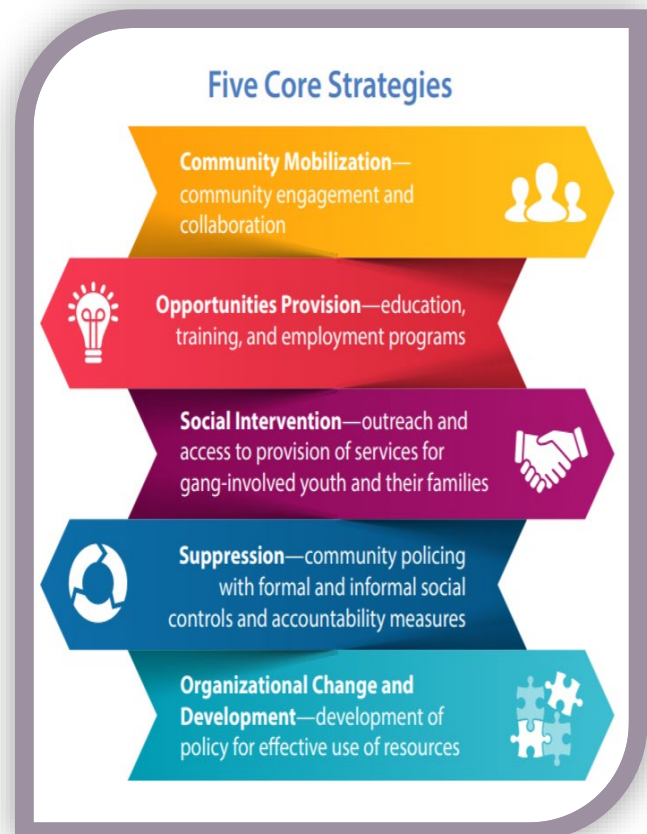 Five Core Strategies
Community Mobilization—
community engagement and
collaboration
Opportunities Provision—education,
training, and employment programs
Social Intervention—outreach and
access to provision of services for
gang-involved youth and their families
Suppression—community policing
with formal and informal social
controls and accountability measures
Organizational Change and
Development—development of
policy for effective use of resources